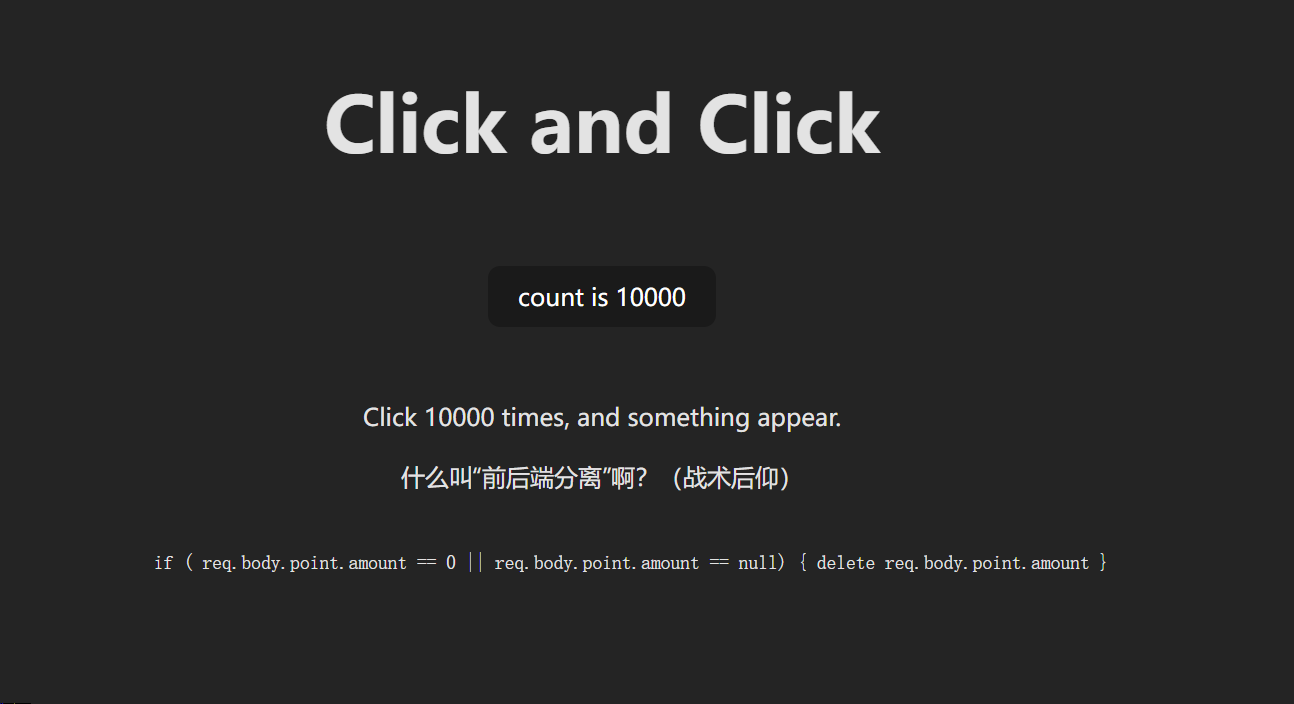 Click and Click
count is 10000
Click 10000 times, and something appear.
什么叫“前后端分离”啊？（战术后仰）
if ( req.body.point.amount == 0 || req.body.point.amount == null) { delete req.body.point.amount }